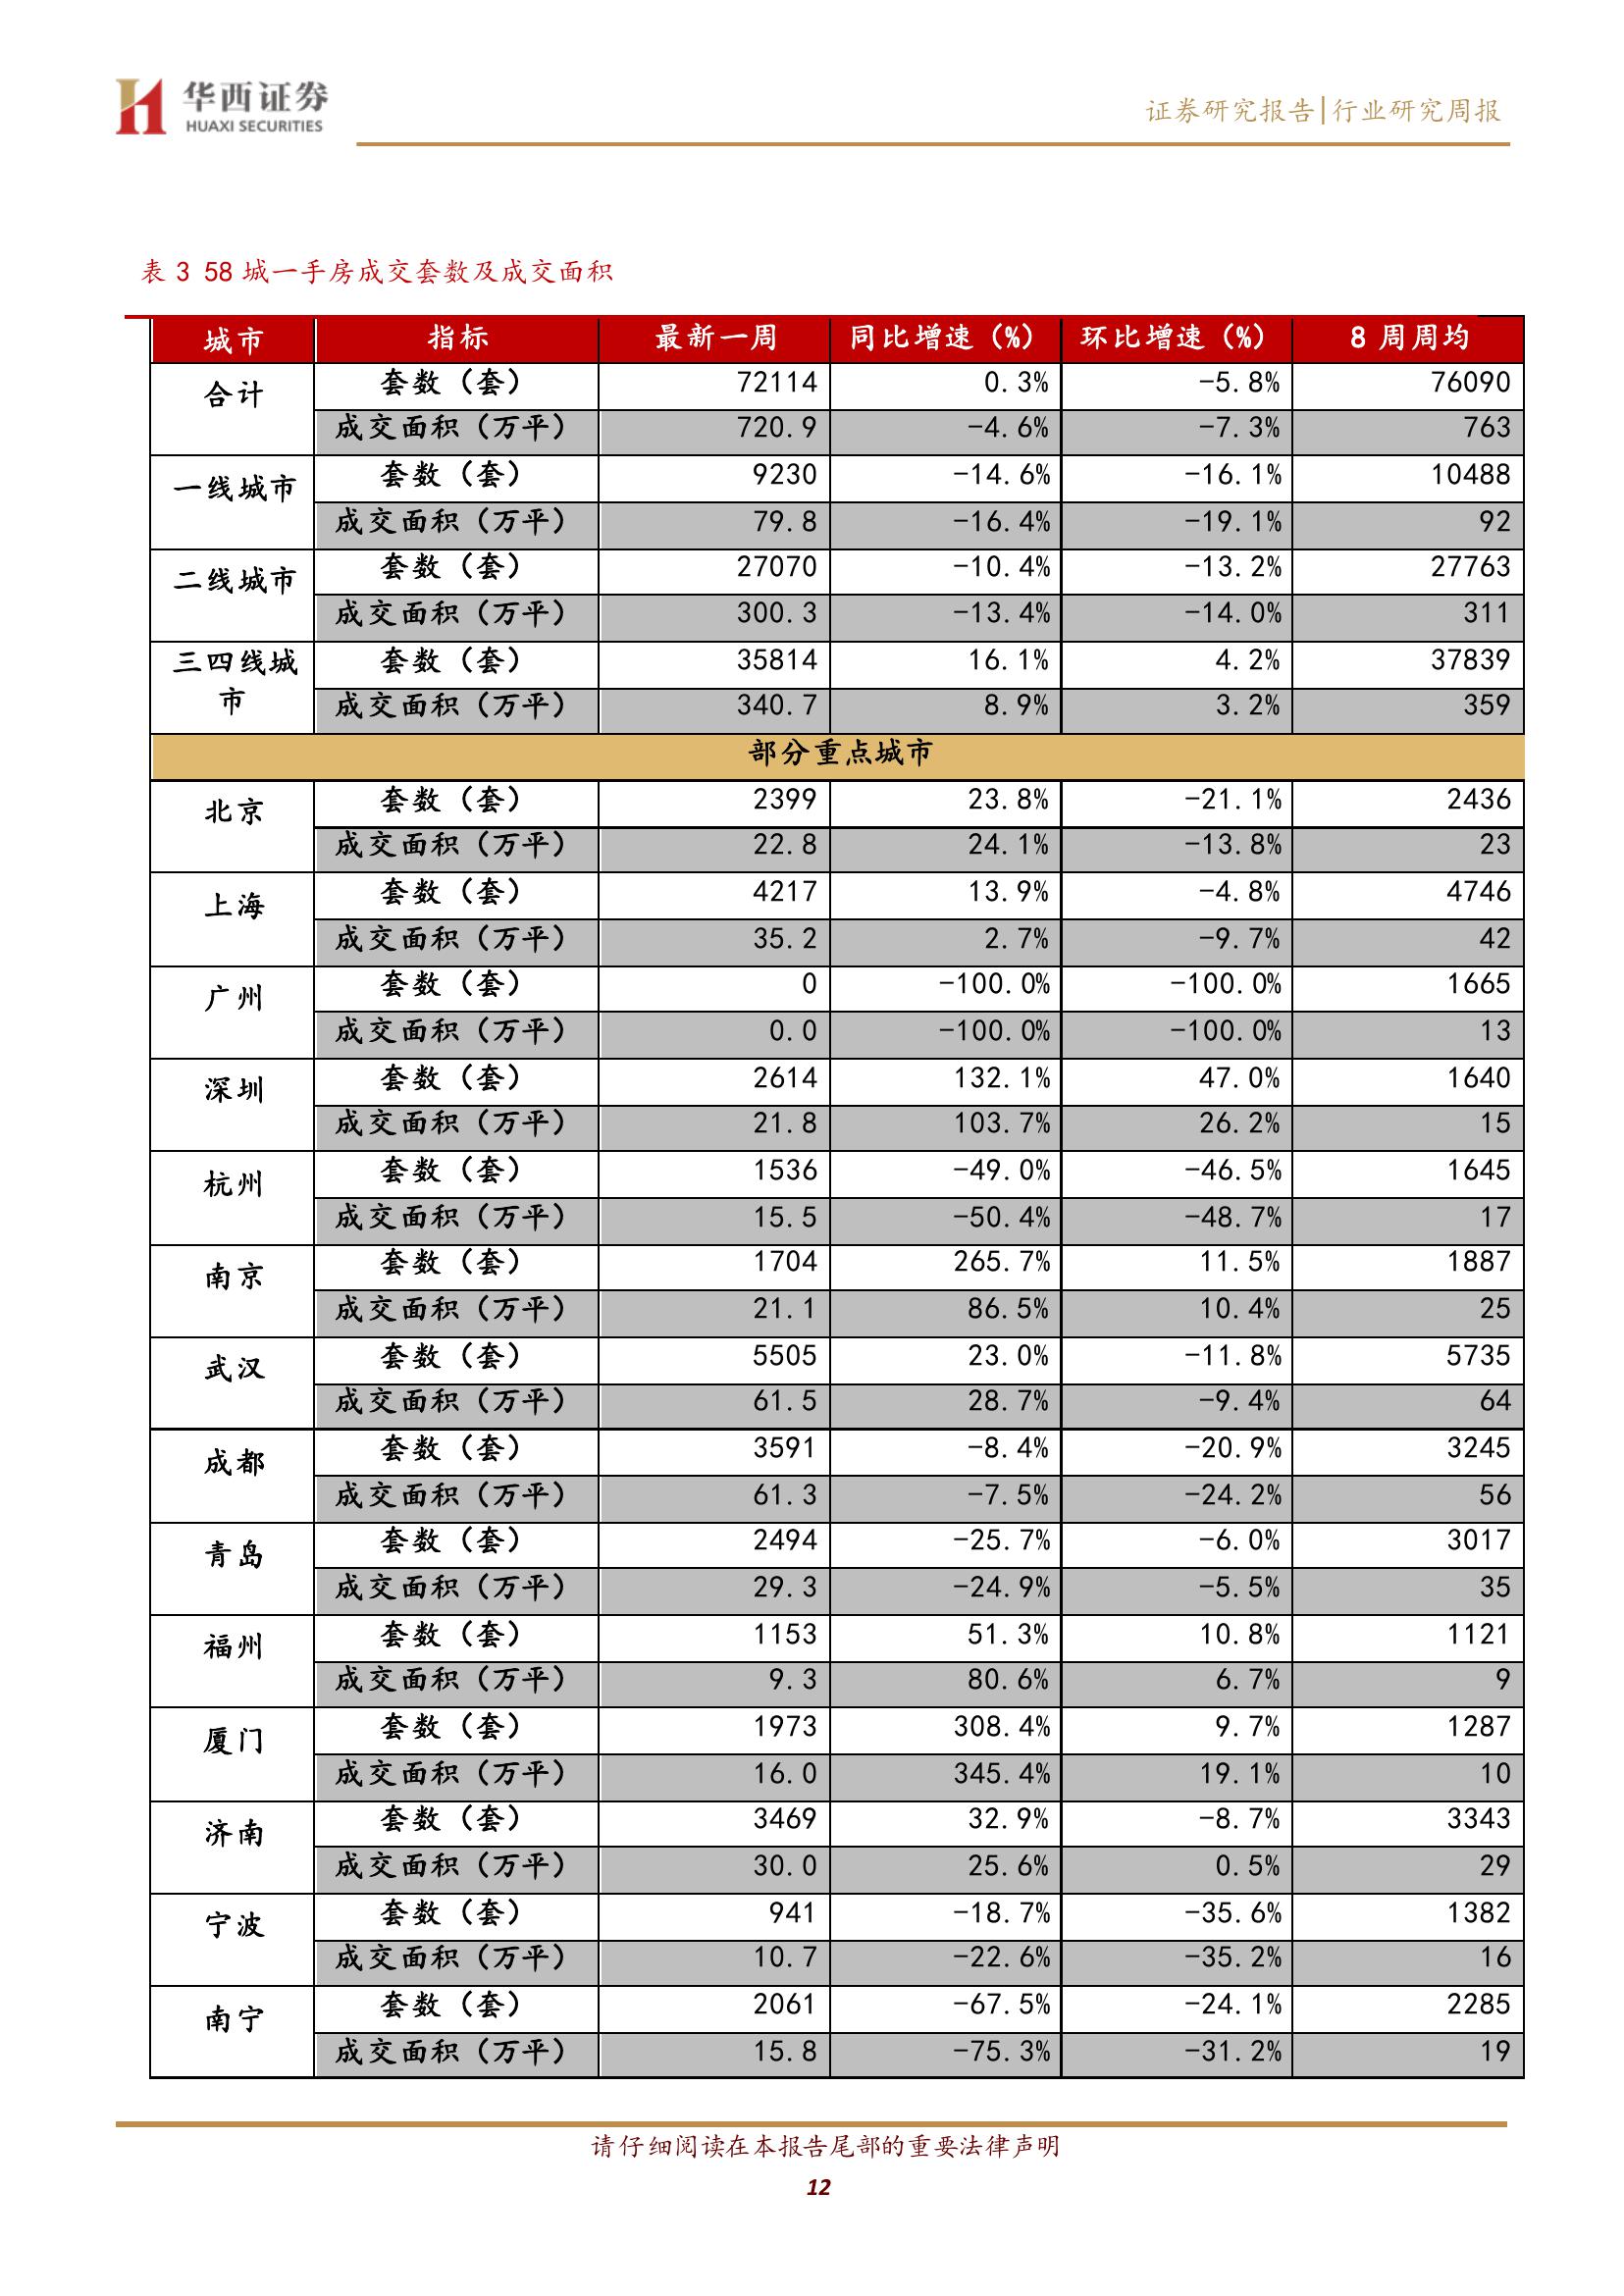 华西证券
HUAXI SECURITIES
证券研究报告|行业研究周报
表 3 58 城一手房成交套数及成交面积
城市 指标 最新一周 同比增速（%） 环比增速（%） 8 周周均
合计 套数（套） 72114 0.3% -5.8% 76090
成交面积（万平） 720.9 -4.6% -7.3% 763
一线城市 套数（套） 9230 -14.6% -16.1% 10488
成交面积（万平） 79.8 -16.4% -19.1% 92
二线城市 套数（套） 27070 -10.4% -13.2% 27763
成交面积（万平） 300.3 -13.4% -14.0% 311
三四线城市 套数（套） 35814 16.1% 4.2% 37839
成交面积（万平） 340.7 8.9% 3.2% 359
部分重点城市
北京 套数（套） 2399 23.8% -21.1% 2436
成交面积（万平） 22.8 24.1% -13.8% 23
上海 套数（套） 4217 13.9% -4.8% 4746
成交面积（万平） 35.2 2.7% -9.7% 42
广州 套数（套） 0 -100.0% -100.0% 1665
成交面积（万平） 0.0 -100.0% -100.0% 13
深圳 套数（套） 2614 132.1% 47.0% 1640
成交面积（万平） 21.8 103.7% 26.2% 15
杭州 套数（套） 1536 -49.0% -46.5% 1645
成交面积（万平） 15.5 -50.4% -48.7% 17
南京 套数（套） 1704 265.7% 11.5% 1887
成交面积（万平） 21.1 86.5% 10.4% 25
武汉 套数（套） 5505 23.0% -11.8% 5735
成交面积（万平） 61.5 28.7% -9.4% 64
成都 套数（套） 3591 -8.4% -20.9% 3245
成交面积（万平） 61.3 -7.5% -24.2% 56
青岛 套数（套） 2494 -25.7% -6.0% 3017
成交面积（万平） 29.3 -24.9% -5.5% 35
福州 套数（套） 1153 51.3% 10.8% 1121
成交面积（万平） 9.3 80.6% 6.7% 9
厦门 套数（套） 1973 308.4% 9.7% 1287
成交面积（万平） 16.0 345.4% 19.1% 10
济南 套数（套） 3469 32.9% -8.7% 3343
成交面积（万平） 30.0 25.6% 0.5% 29
宁波 套数（套） 941 -18.7% -35.6% 1382
成交面积（万平） 10.7 -22.6% -35.2% 16
南宁 套数（套） 2061 -67.5% -24.1% 2285
成交面积（万平） 15.8 -75.3% -31.2% 19
请仔细阅读在本报告尾部的重要法律声明
12